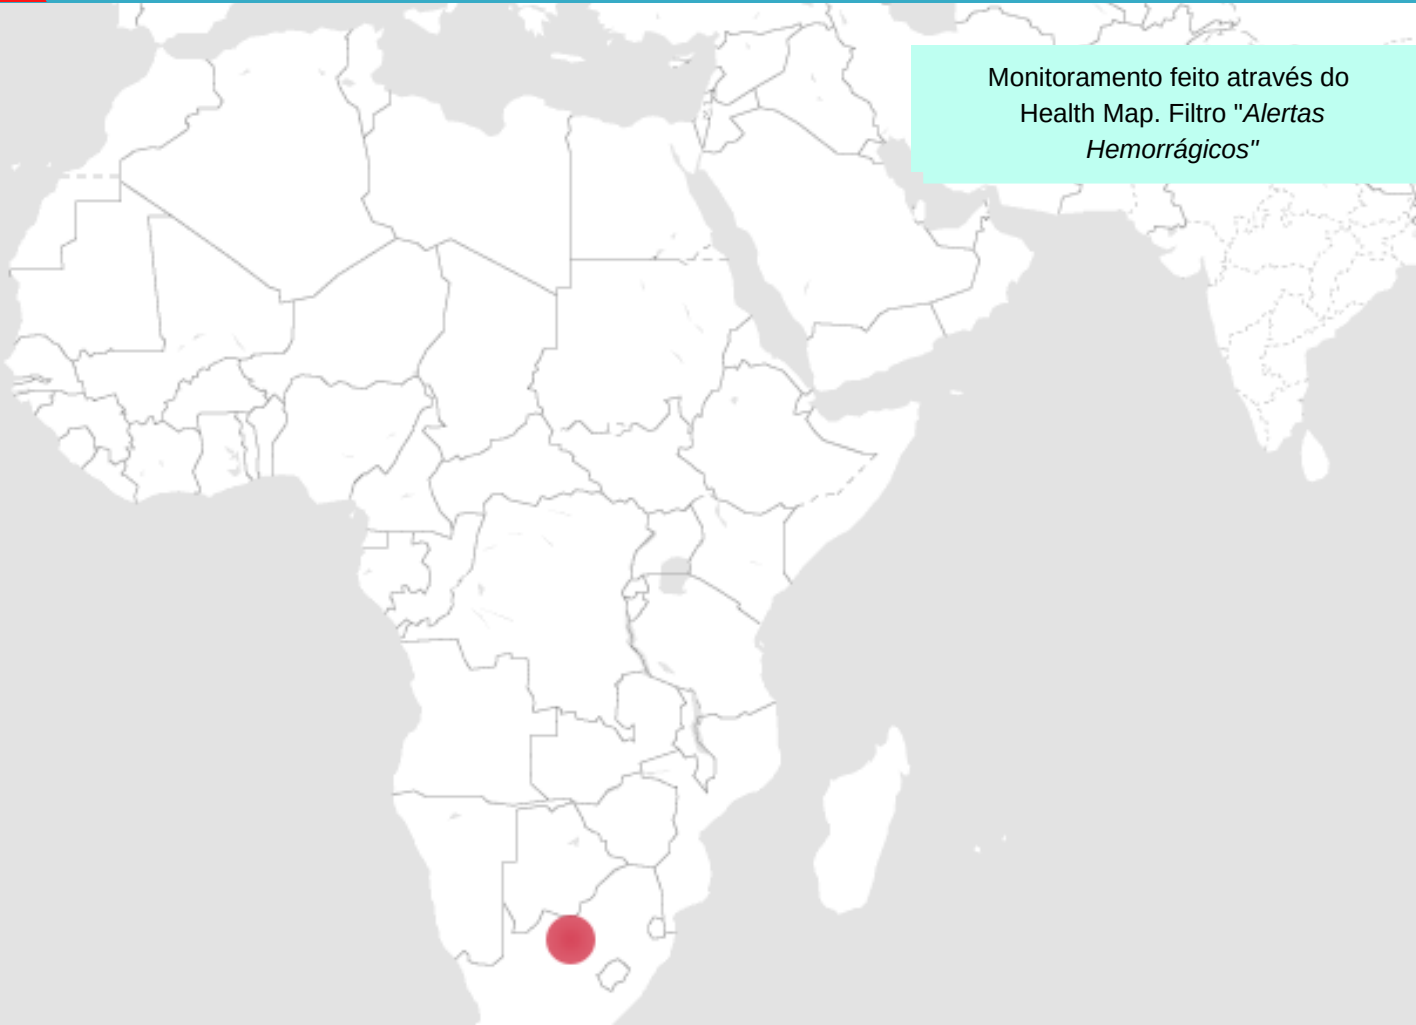 Monitoramento feito através do
Health Map. Filtro "Alertas
Hemorrágicos"